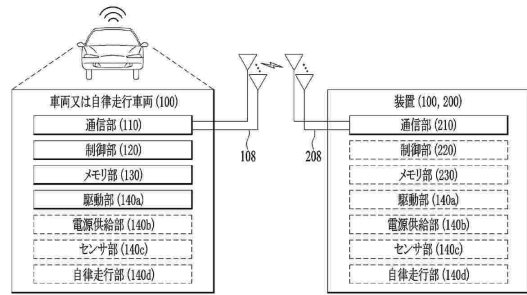 車両又は自律走行車両 (100)
通信部 (110)
制御部 (120)
メモリ部 (130)
駆動部 (140a)
電源供給部 (140b)
センサ部 (140c)
自律走行部 (140d)
108
208
装置 (100, 200)
通信部 (210)
制御部 (220)
メモリ部 (230)
駆動部 (140a)
電源供給部 (140b)
センサ部 (140c)
自律走行部 (140d)